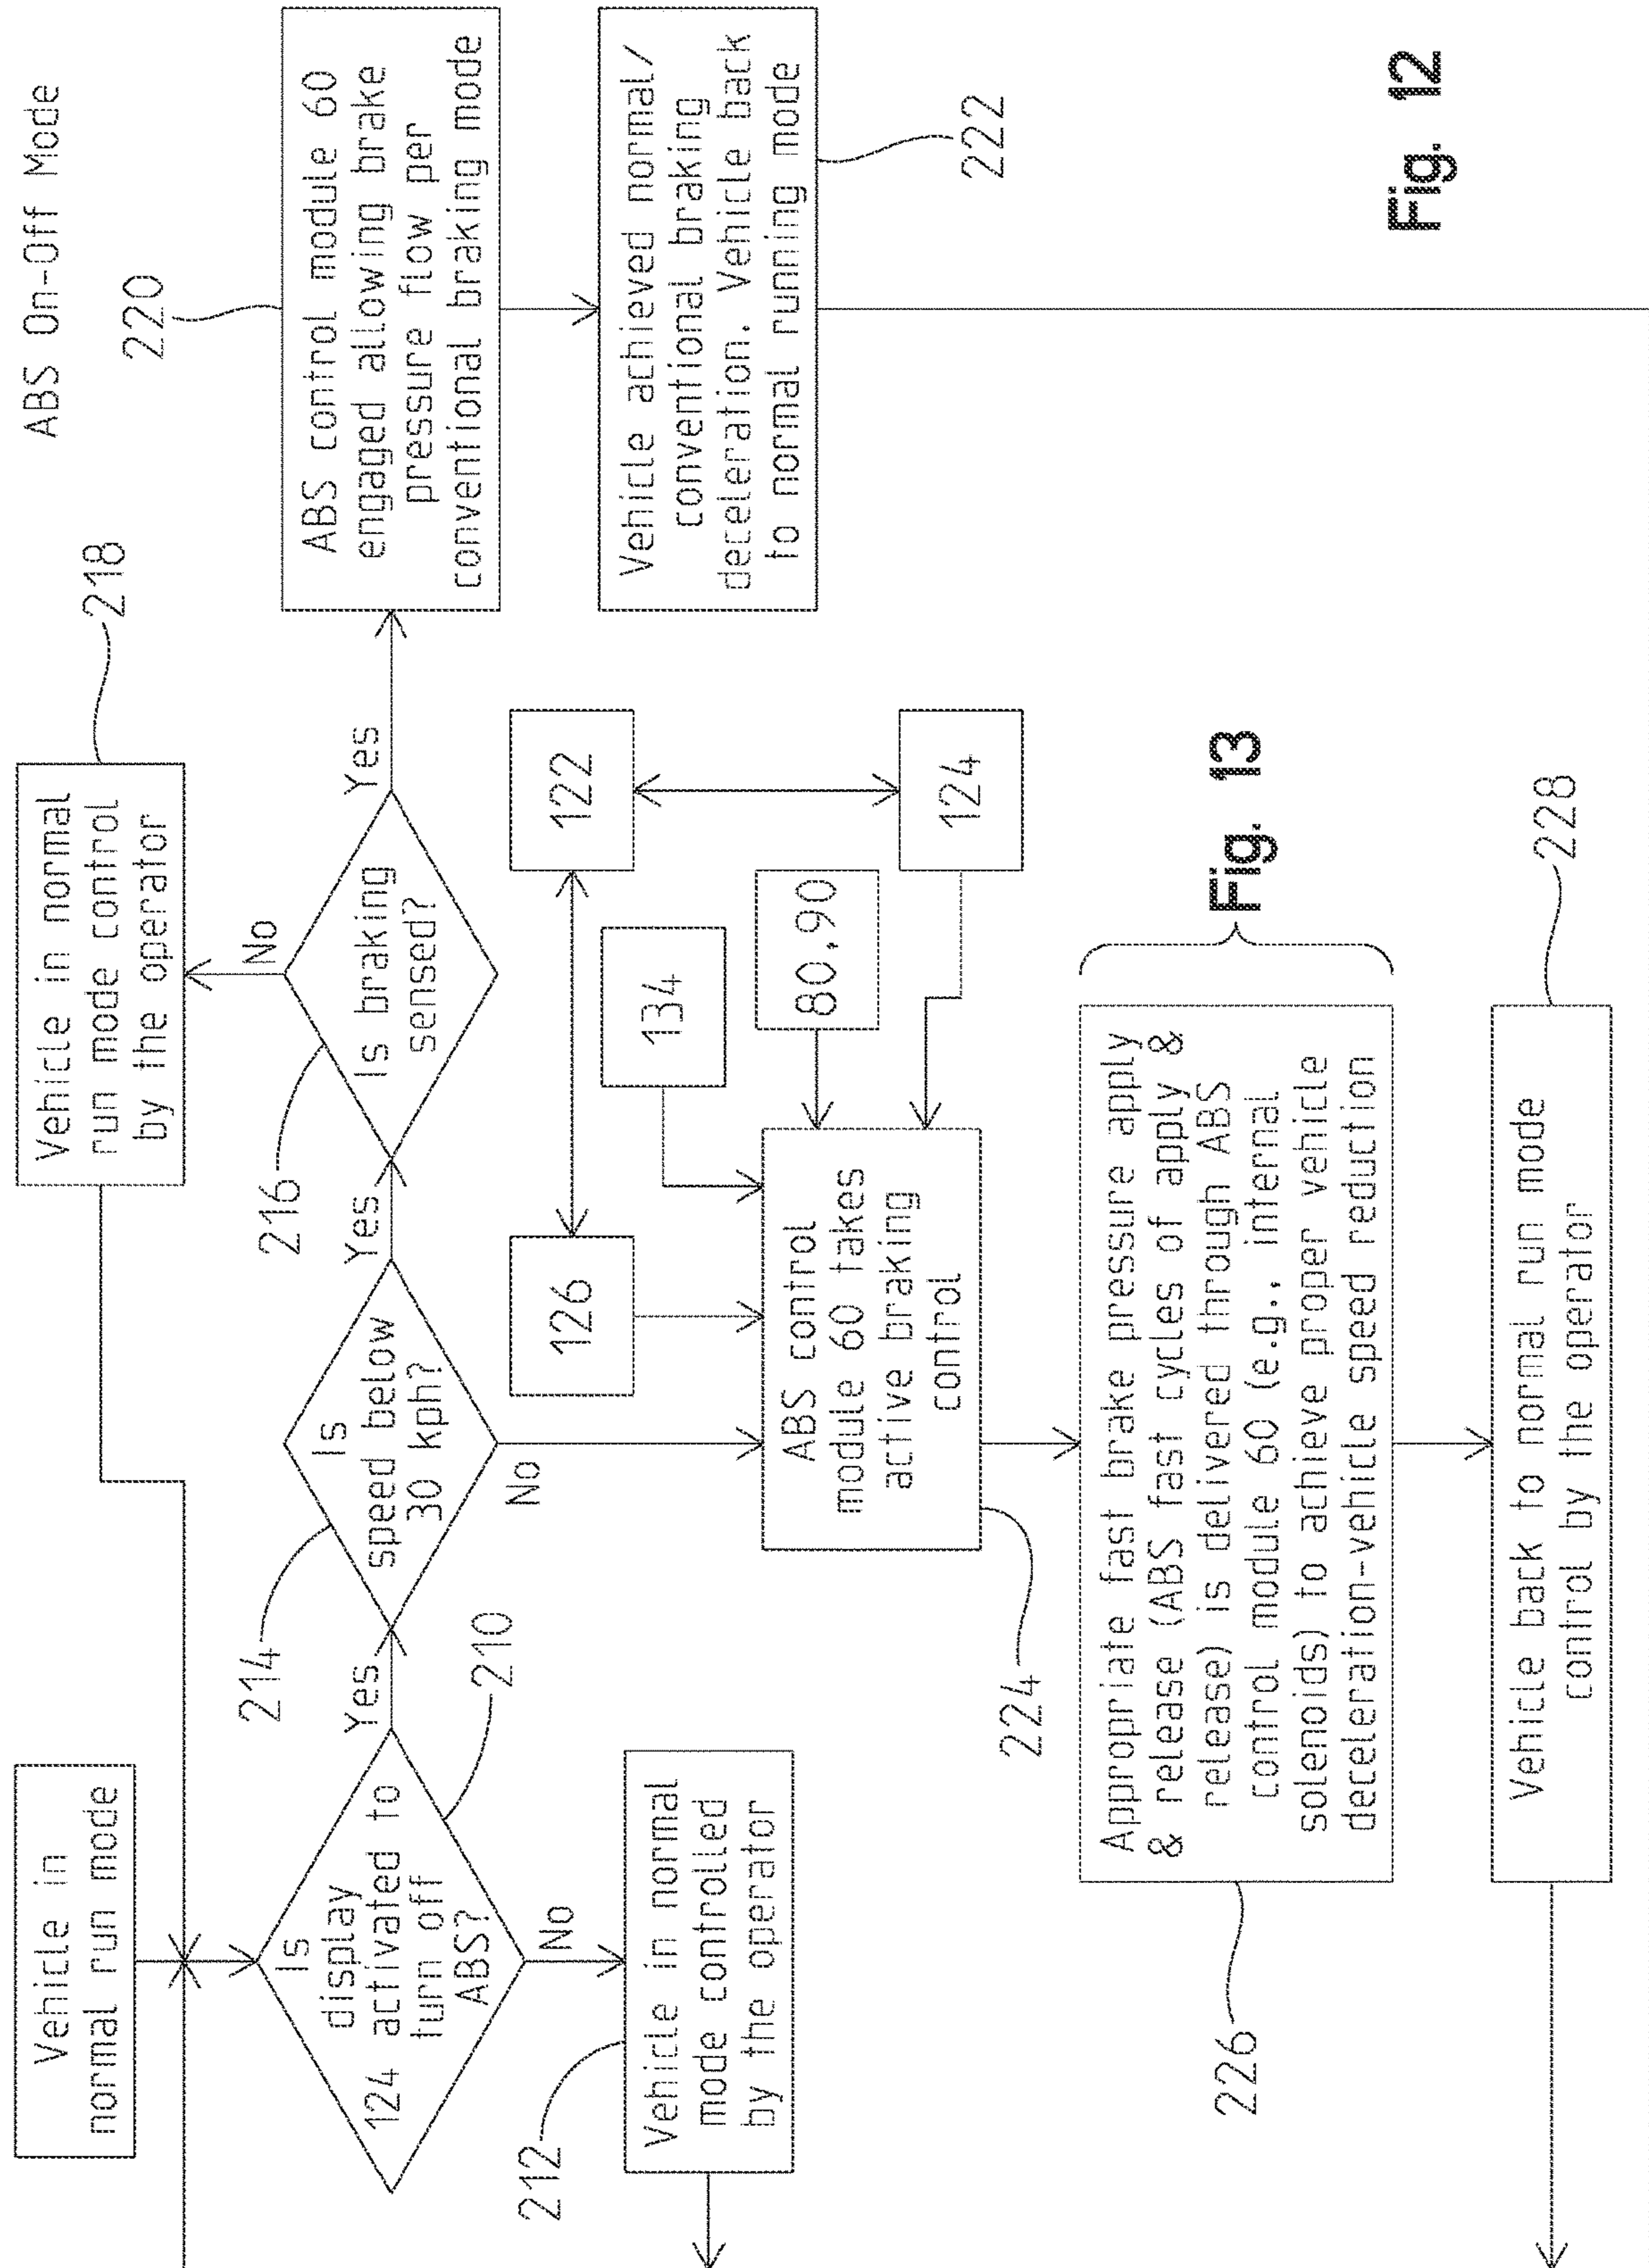 ABS On-Off Mode
Vehicle in
normal run mode
Is
display
124 activated to
turn off
ABS?
210
Yes
No
Vehicle in normal
mode controlled
by the operator
212
Is
speed below
30 kph?
214
Yes
No
Is braking
sensed?
216
No
Yes
Vehicle in normal
run mode control
by the operator
218
ABS control module 60
engaged allowing brake
pressure flow per
conventional braking mode
220
Vehicle achieved normal/
conventional braking
deceleration. Vehicle back
to normal running mode
222
126
122
134
80,90
124
ABS control
module 60 takes
active braking
control
224
Appropriate fast brake pressure apply
& release (ABS fast cycles of apply &
release) is delivered through ABS
control module 60 (e.g., internal
solenoids) to achieve proper vehicle
deceleration-vehicle speed reduction
226
Fig. 13
Vehicle back to normal run mode
control by the operator
228
Fig. 12